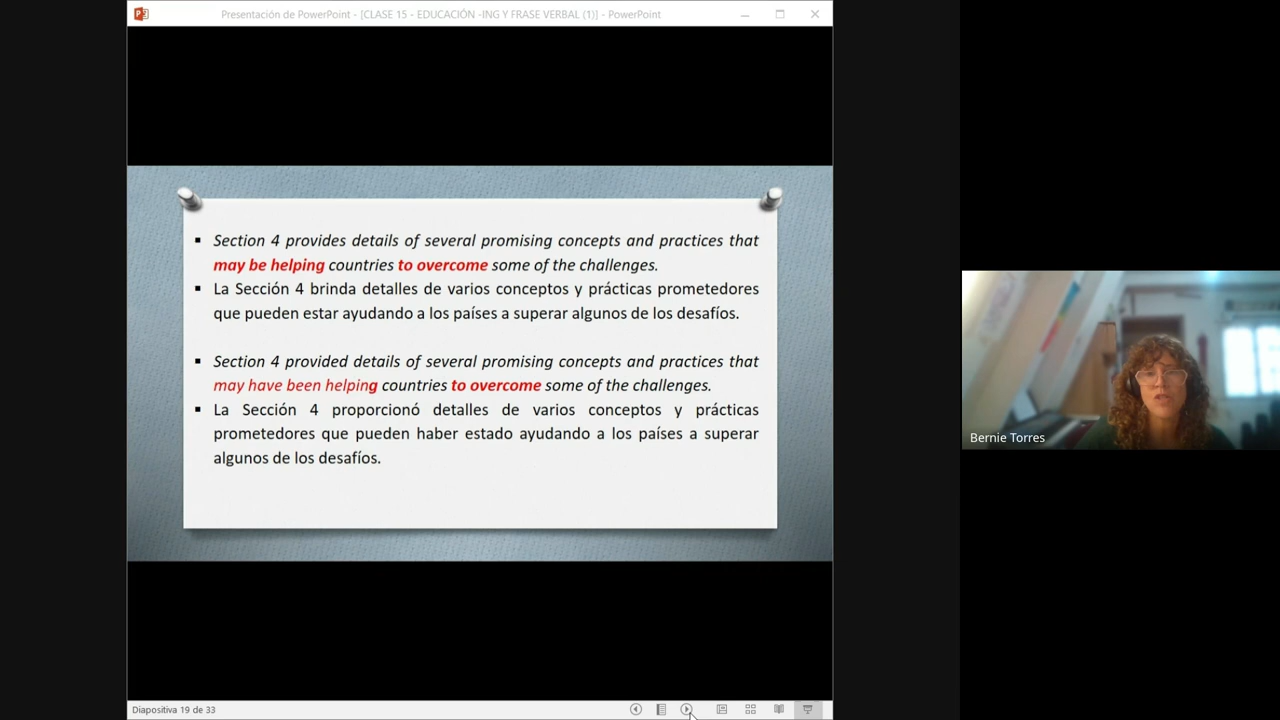 Presentación de PowerPoint - [CLASE 15 - EDUCACIÓN -ING Y FRASE VERBAL (1)] - PowerPoint
▪ Section 4 provides details of several promising concepts and practices that
may be helping countries to overcome some of the challenges.
▪ La Sección 4 brinda detalles de varios conceptos y prácticas prometedores
que pueden estar ayudando a los países a superar algunos de los desafíos.
▪ Section 4 provided details of several promising concepts and practices that
may have been helping countries to overcome some of the challenges.
▪ La Sección 4 proporcionó detalles de varios conceptos y prácticas
prometedores que pueden haber estado ayudando a los países a superar
algunos de los desafíos.
Bernie Torres
Diapositiva 19 de 33